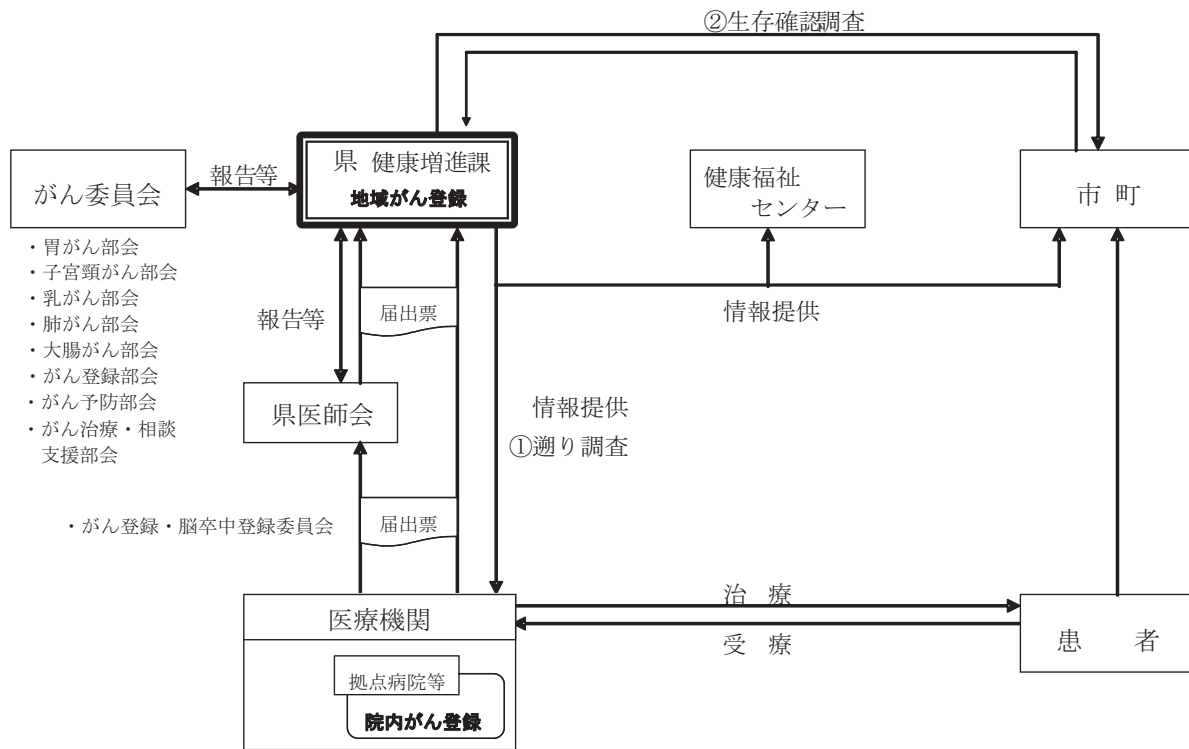 ②生存確認調査
県 健康増進課
地域がん登録
がん委員会
報告等
健康福祉
センター
市 町
・胃がん部会
・子宮頸がん部会
・乳がん部会
・肺がん部会
・大腸がん部会
・がん登録部会
・がん予防部会
・がん治療・相談
支援部会
報告等
届出票
情報提供
県医師会
情報提供
①遡り調査
・がん登録・脳卒中登録委員会
届出票
医療機関
治 療
受 療
患 者
拠点病院等
院内がん登録